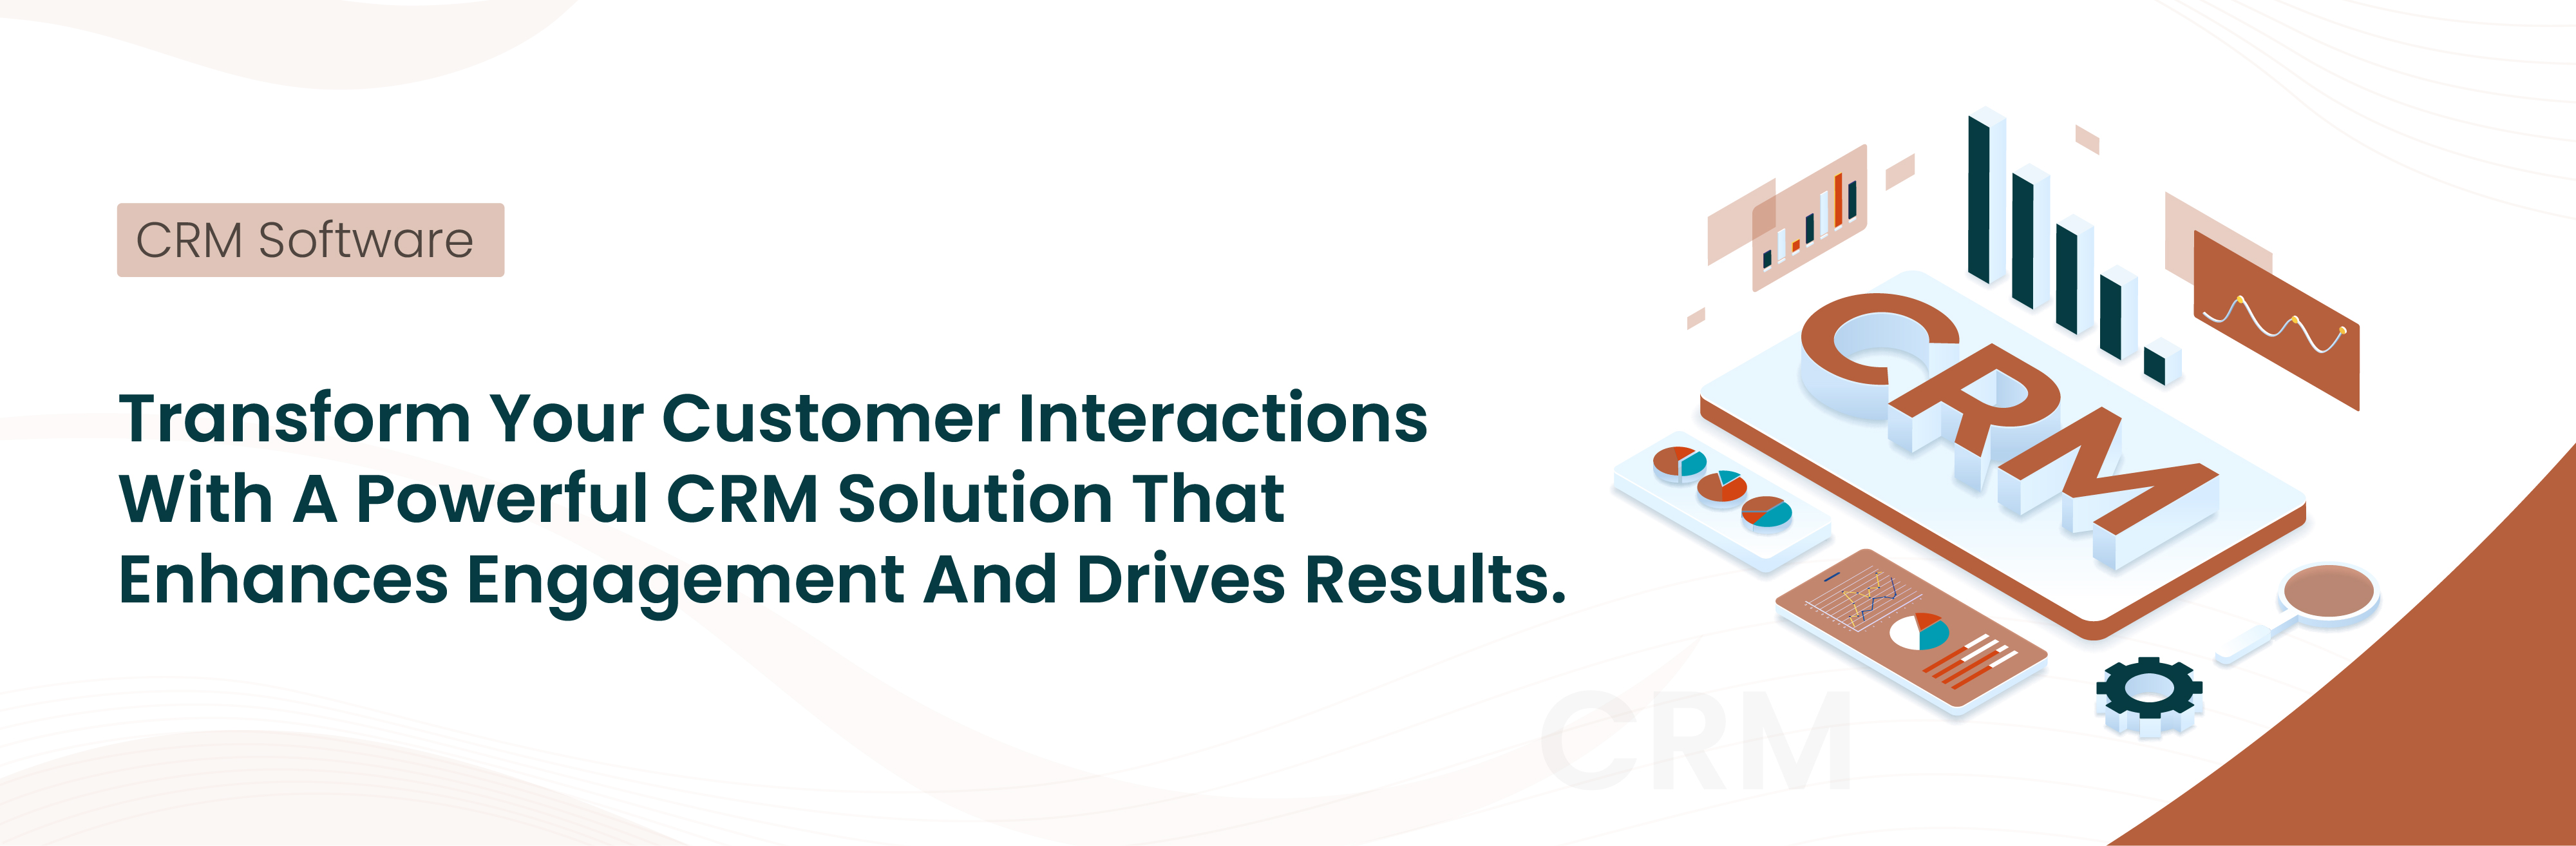 CRM Software
Transform Your Customer Interactions
With A Powerful CRM Solution That
Enhances Engagement And Drives Results.
CRM
CRM